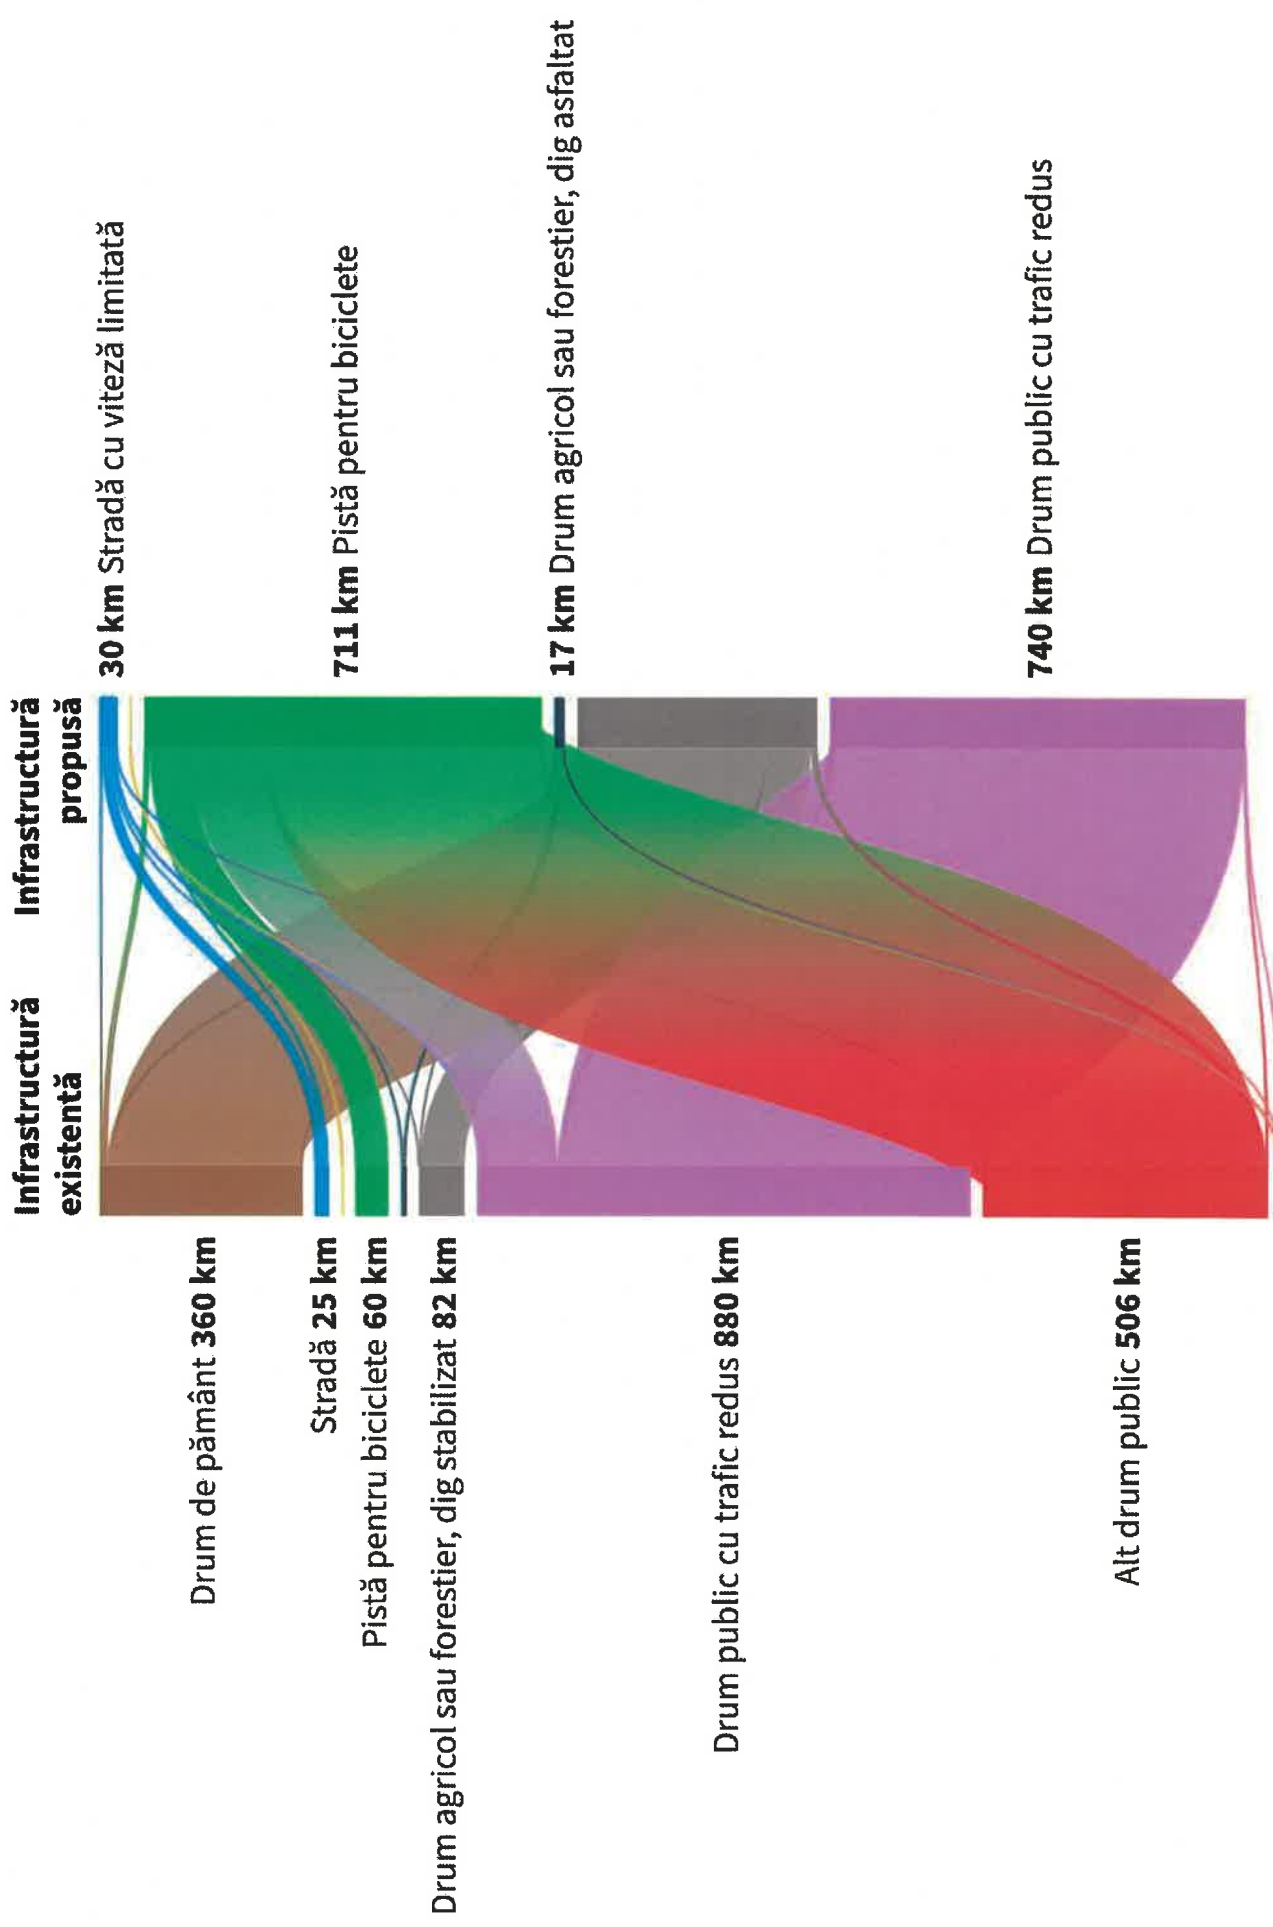 Infrastructură
existentă
Infrastructură
propusă
Drum de pământ 360 km
Stradă 25 km
Pistă pentru biciclete 60 km
Drum agricol sau forestier, dig stabilizat 82 km
Drum public cu trafic redus 880 km
Alt drum public 506 km
30 km Stradă cu viteză limitată
711 km Pistă pentru biciclete
17 km Drum agricol sau forestier, dig asfaltat
740 km Drum public cu trafic redus